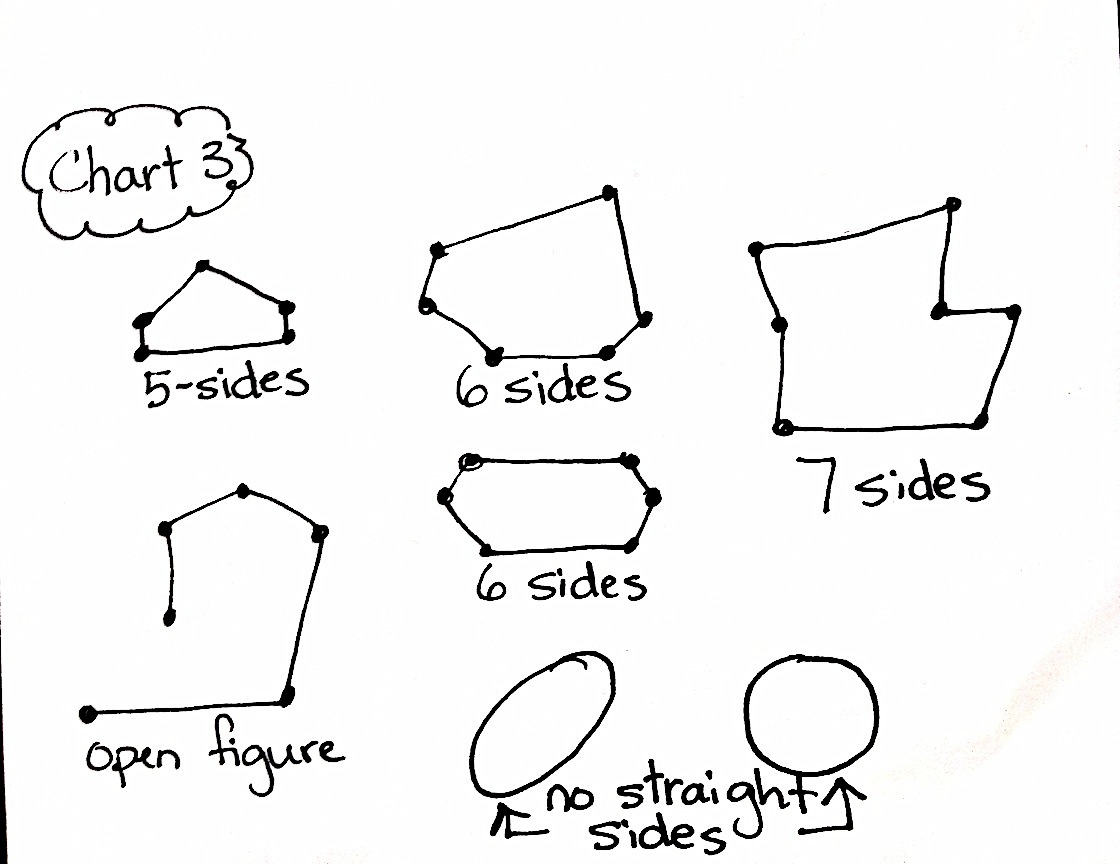 Chart 3
5-sides
6 sides
7 sides
6 sides
open figure
no straight
sides